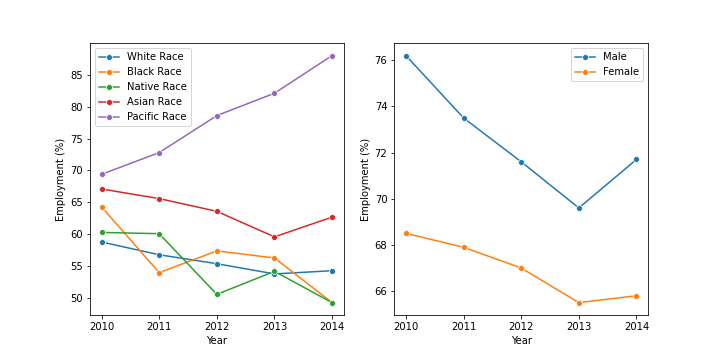 White Race
Black Race
Native Race
Asian Race
Pacific Race
85
80
75
70
65
60
55
50
Employment (%)
2010 2011 2012 2013 2014
Year
Male
Female
76
74
72
70
68
66
Employment (%)
2010 2011 2012 2013 2014
Year